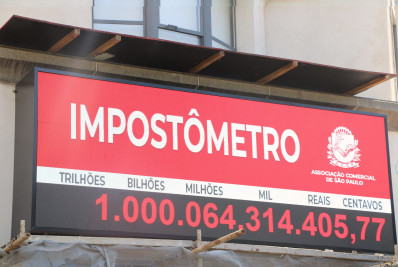 IMPOSTÔMETRO
ASSOCIAÇÃO COMERCIAL
DE SÃO PAULO
TRILHÕES BILHÕES MILHÕES MIL REAIS CENTAVOS
1.000.064.314.405,77